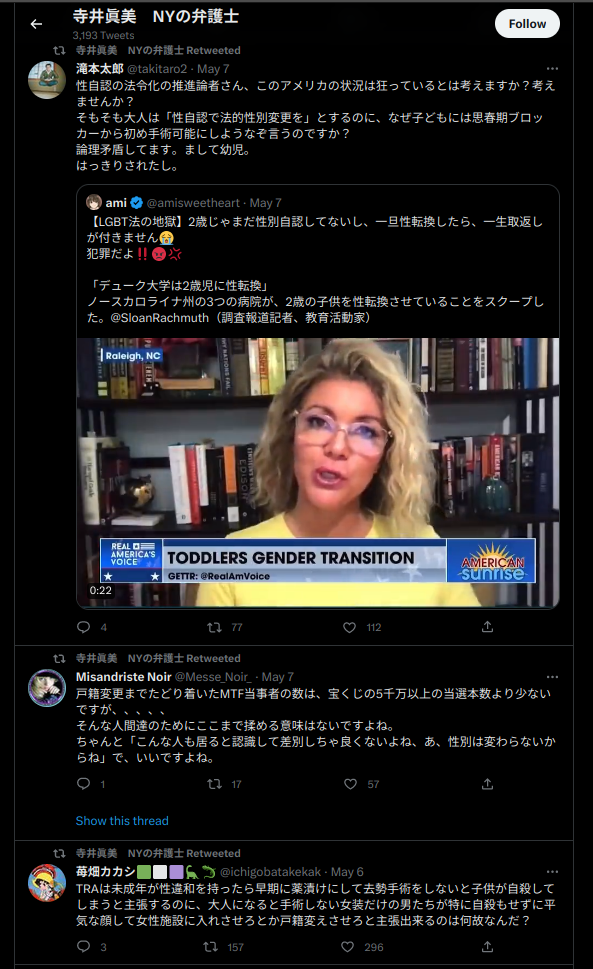 寺井眞美 NYの弁護士
3,193 Tweets
Follow
寺井眞美 NYの弁護士 Retweeted
滝本太郎 @takitaro2 · May 7
性自認の法令化の推進論者さん、このアメリカの状況は狂っているとは考えますか？考え
ませんか？
そもそも大人は「性自認で法的性別変更を」とするのに、なぜ子どもには思春期ブロッ
カーから初め手術可能にしようなぞ言うのですか？
論理矛盾してます。まして幼児。
はっきりされたし。
ami @amisweetheart · May 7
【LGBT法の地獄】2歳じゃまだ性別自認してないし、一旦性転換したら、一生取返し
が付きません😭
犯罪だよ‼️😡💢
「デューク大学は2歳児に性転換」
ノースカロライナ州の3つの病院が、2歳の子供を性転換させていることをスクープし
た。@SloanRachmuth（調査報道記者、教育活動家）
Raleigh, NC
REAL
AMERICA'S
VOICE
TODDLERS GENDER TRANSITION
GETTR: @RealAmVoice
AMERICAN
sunrise
0:22
4 77 112
寺井眞美 NYの弁護士 Retweeted
Misandriste Noir @Messe_Noir_ · May 7
戸籍変更までたどり着いたMTF当事者の数は、宝くじの5千万以上の当選本数より少ない
ですが、、、、、
そんな人間達のためにここまで揉める意味はないですよね。
ちゃんと「こんな人も居ると認識して差別しちゃ良くないよね、あ、性別は変わらないか
らね」で、いいですよね。
1 17 57
Show this thread
寺井眞美 NYの弁護士 Retweeted
苺畑カカシ🟩⬜🟪🦕🐊 @ichigobatakekak · May 6
TRAは未成年が性違和を持ったら早期に薬漬けにして去勢手術をしないと子供が自殺して
しまうと主張するのに、大人になると手術しない女装だけの男たちが特に自殺もせずに平
気な顔して女性施設に入れさせろとか戸籍変えさせろと主張出来るのは何故なんだ？
3 157 296